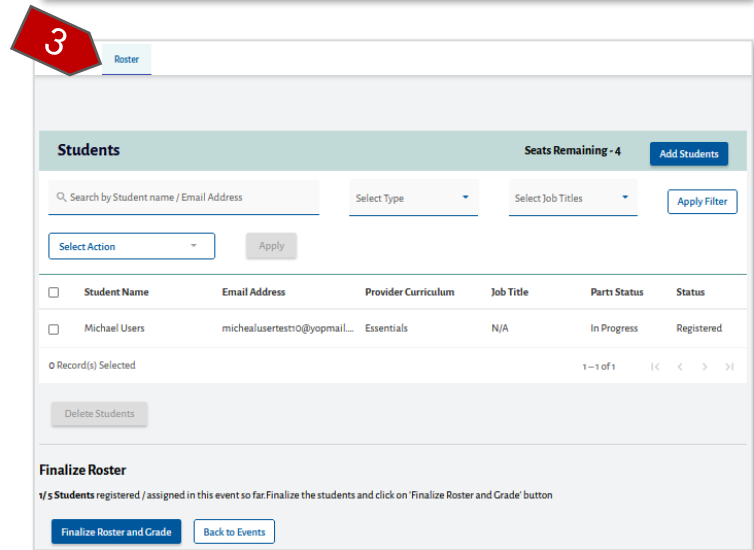 3
Roster
Students Seats Remaining - 4 Add Students
Search by Student name / Email Address Select Type Select Job Titles Apply Filter
Select Action Apply
Student Name Email Address Provider Curriculum Job Title Part1 Status Status
Michael Users michealusertest10@yopmail.... Essentials N/A In Progress Registered
0 Record(s) Selected 1 – 1 of 1
Delete Students
Finalize Roster
1/ 5 Students registered / assigned in this event so far.Finalize the students and click on 'Finalize Roster and Grade' button
Finalize Roster and Grade Back to Events